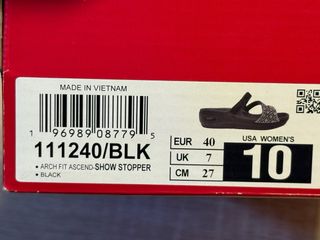 MADE IN VIETNAM
1 96989 08779 5
111240/BLK
• ARCH FIT ASCEND-SHOW STOPPER
• BLACK
EUR 40
UK 7
CM 27
USA WOMEN'S
10